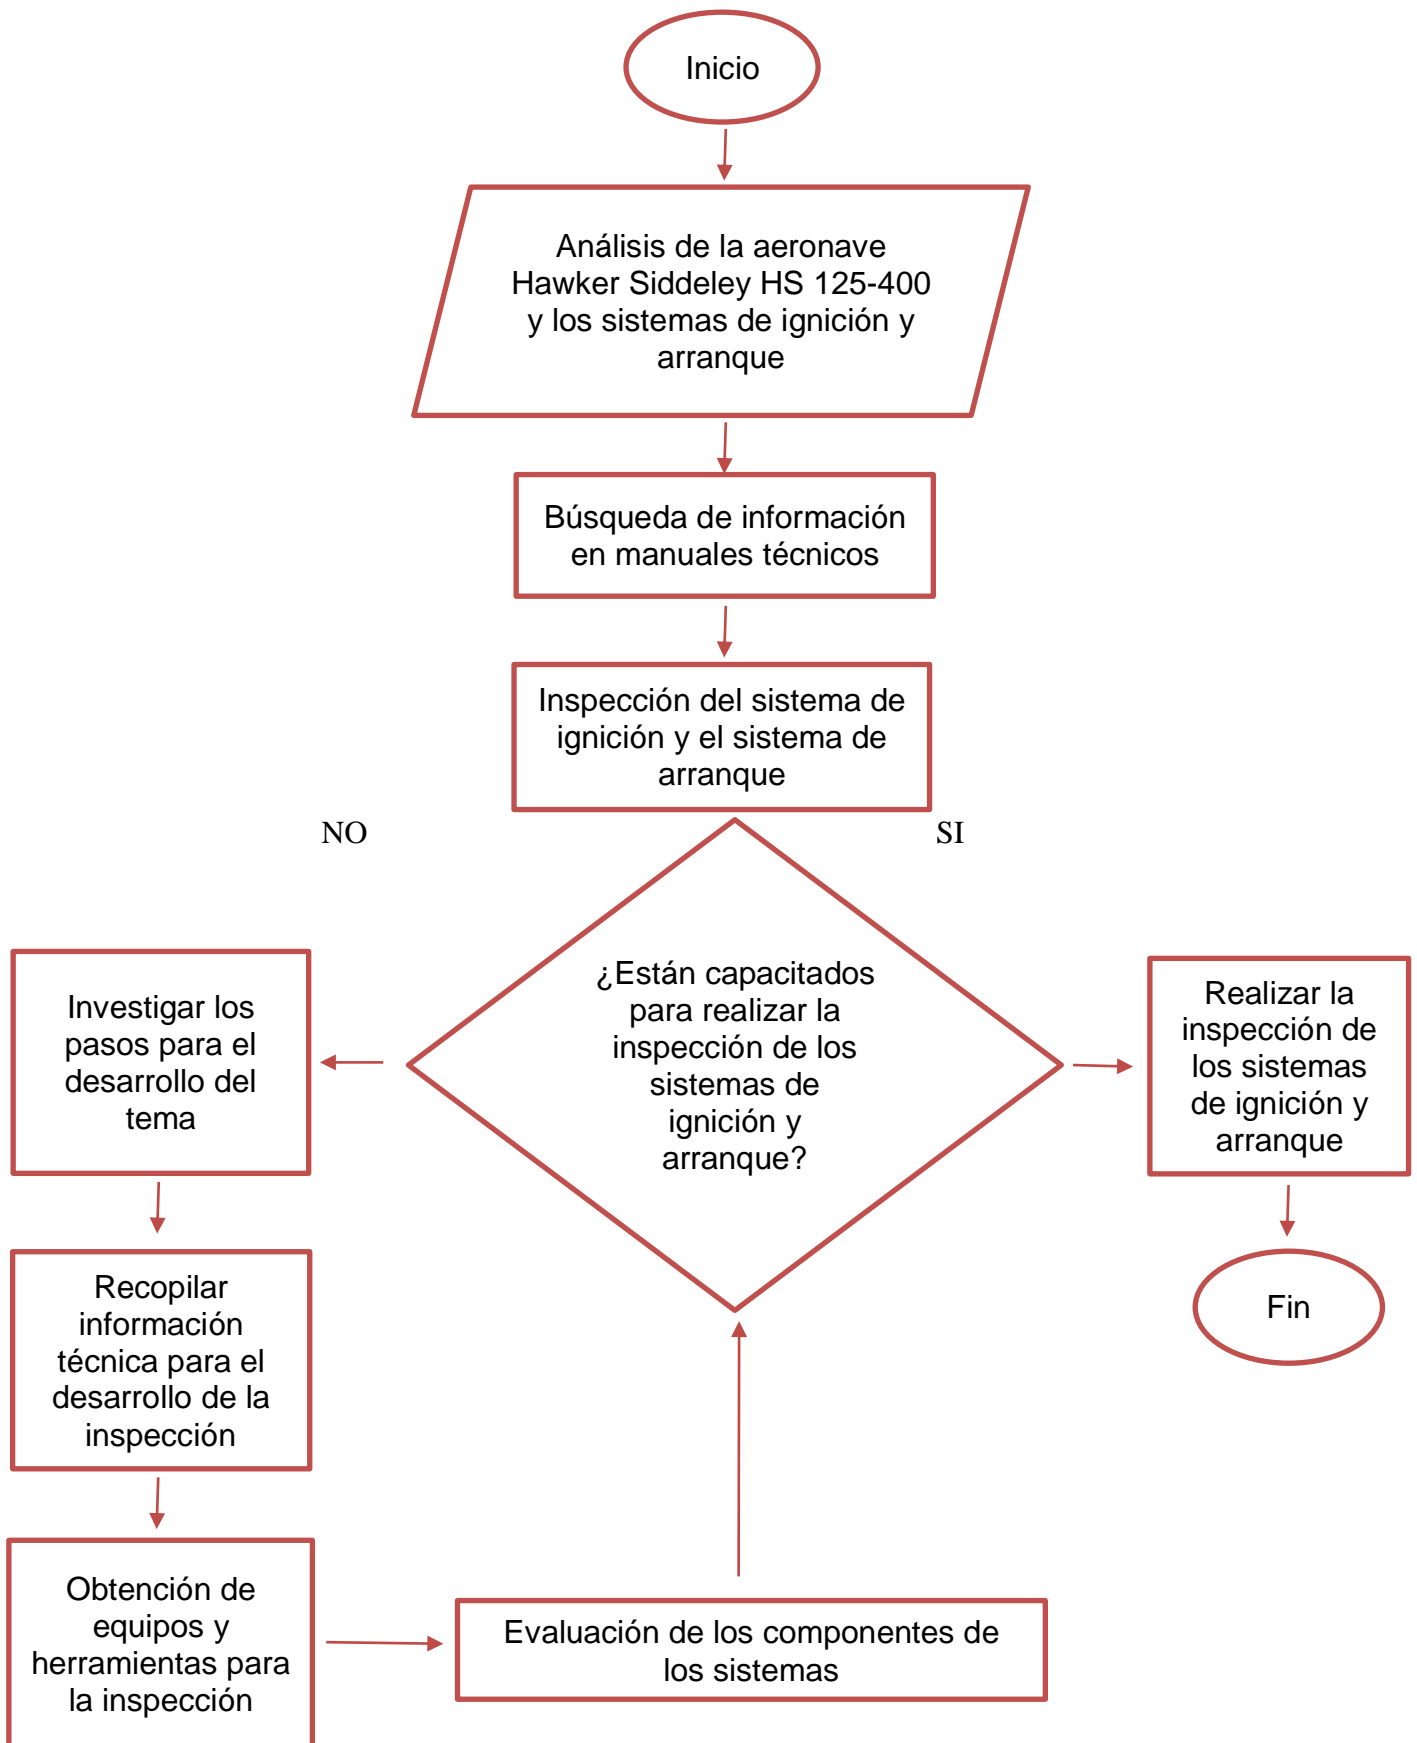 Inicio
Análisis de la aeronave
Hawker Siddeley HS 125-400
y los sistemas de ignición y
arranque
Búsqueda de información
en manuales técnicos
Inspección del sistema de
ignición y el sistema de
arranque
NO
SI
¿Están capacitados
para realizar la
inspección de los
sistemas de
ignición y
arranque?
Investigar los
pasos para el
desarrollo del
tema
Realizar la
inspección de
los sistemas
de ignición y
arranque
Recopilar
información
técnica para el
desarrollo de la
inspección
Fin
Obtención de
equipos y
herramientas para
la inspección
Evaluación de los componentes de
los sistemas